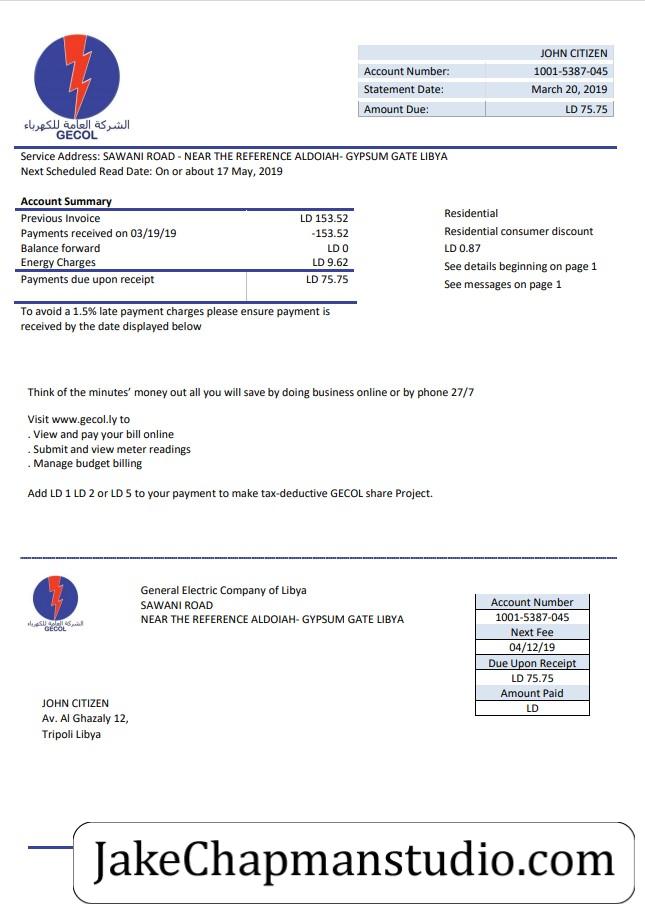 الشركة العامة للكهرباء
GECOL
JOHN CITIZEN
Account Number: 1001-5387-045
Statement Date: March 20, 2019
Amount Due: LD 75.75
Service Address: SAWANI ROAD - NEAR THE REFERENCE ALDOIAH- GYPSUM GATE LIBYA
Next Scheduled Read Date: On or about 17 May, 2019
Account Summary
Previous Invoice LD 153.52
Payments received on 03/19/19 -153.52
Balance forward LD 0
Energy Charges LD 9.62
Payments due upon receipt LD 75.75
Residential
Residential consumer discount
LD 0.87
See details beginning on page 1
See messages on page 1
To avoid a 1.5% late payment charges please ensure payment is
received by the date displayed below
Think of the minutes’ money out all you will save by doing business online or by phone 27/7
Visit www.gecol.ly to
. View and pay your bill online
. Submit and view meter readings
. Manage budget billing
Add LD 1 LD 2 or LD 5 to your payment to make tax-deductive GECOL share Project.
الشركة العامة للكهرباء
GECOL
General Electric Company of Libya
SAWANI ROAD
NEAR THE REFERENCE ALDOIAH- GYPSUM GATE LIBYA
Account Number
1001-5387-045
Next Fee
04/12/19
Due Upon Receipt
LD 75.75
Amount Paid
LD
JOHN CITIZEN
Av. Al Ghazaly 12,
Tripoli Libya
JakeChapmanstudio.com